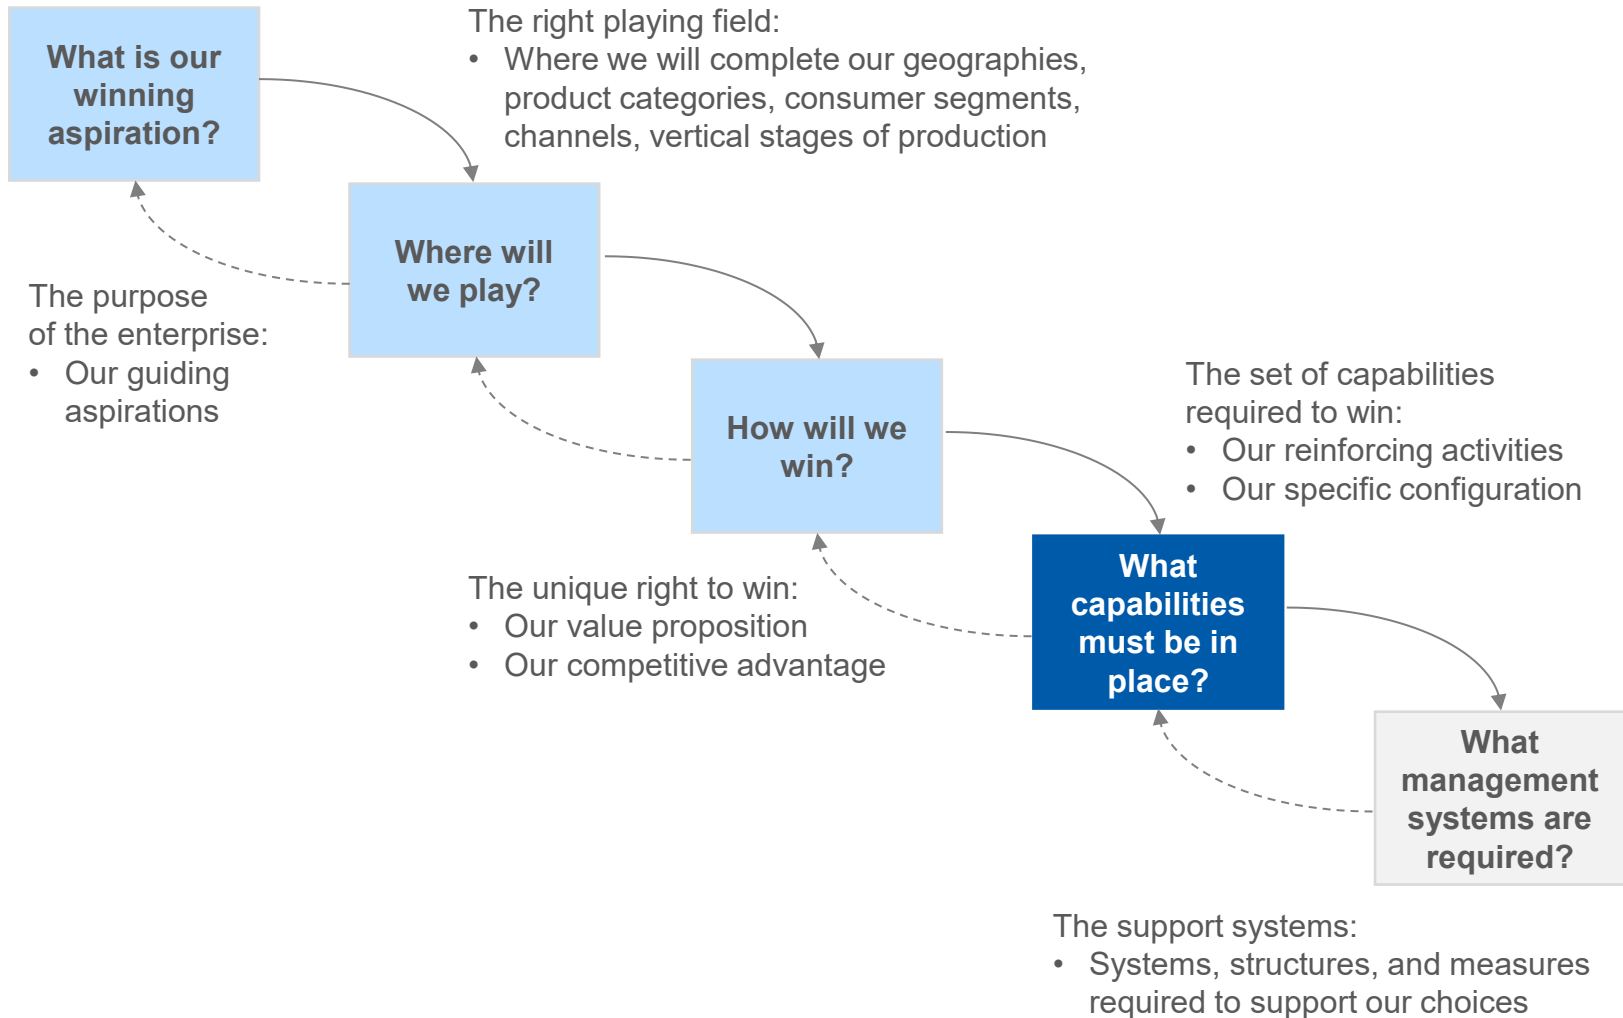 What is our
winning
aspiration?
The right playing field:
• Where we will complete our geographies,
product categories, consumer segments,
channels, vertical stages of production
Where will
we play?
The purpose
of the enterprise:
• Our guiding
aspirations
How will we
win?
The set of capabilities
required to win:
• Our reinforcing activities
• Our specific configuration
The unique right to win:
• Our value proposition
• Our competitive advantage
What
capabilities
must be in
place?
What
management
systems are
required?
The support systems:
• Systems, structures, and measures
required to support our choices